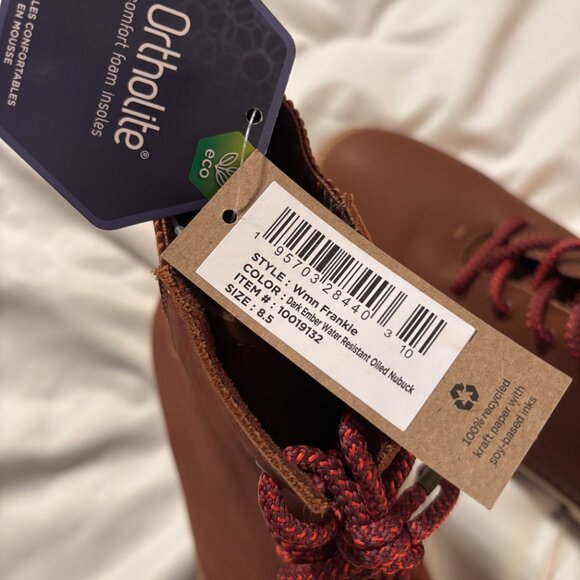 Ortholite®
comfort foam insoles
LES CONFORTABLES
EN MOUSSE
eco
1 95703 28440 3 10
STYLE : Wmn Frankie
COLOR : Dark Ember Water Resistant Oiled Nubuck
ITEM # : 10019132
SIZE : 8.5
100% recycled
kraft paper with
soy-based inks